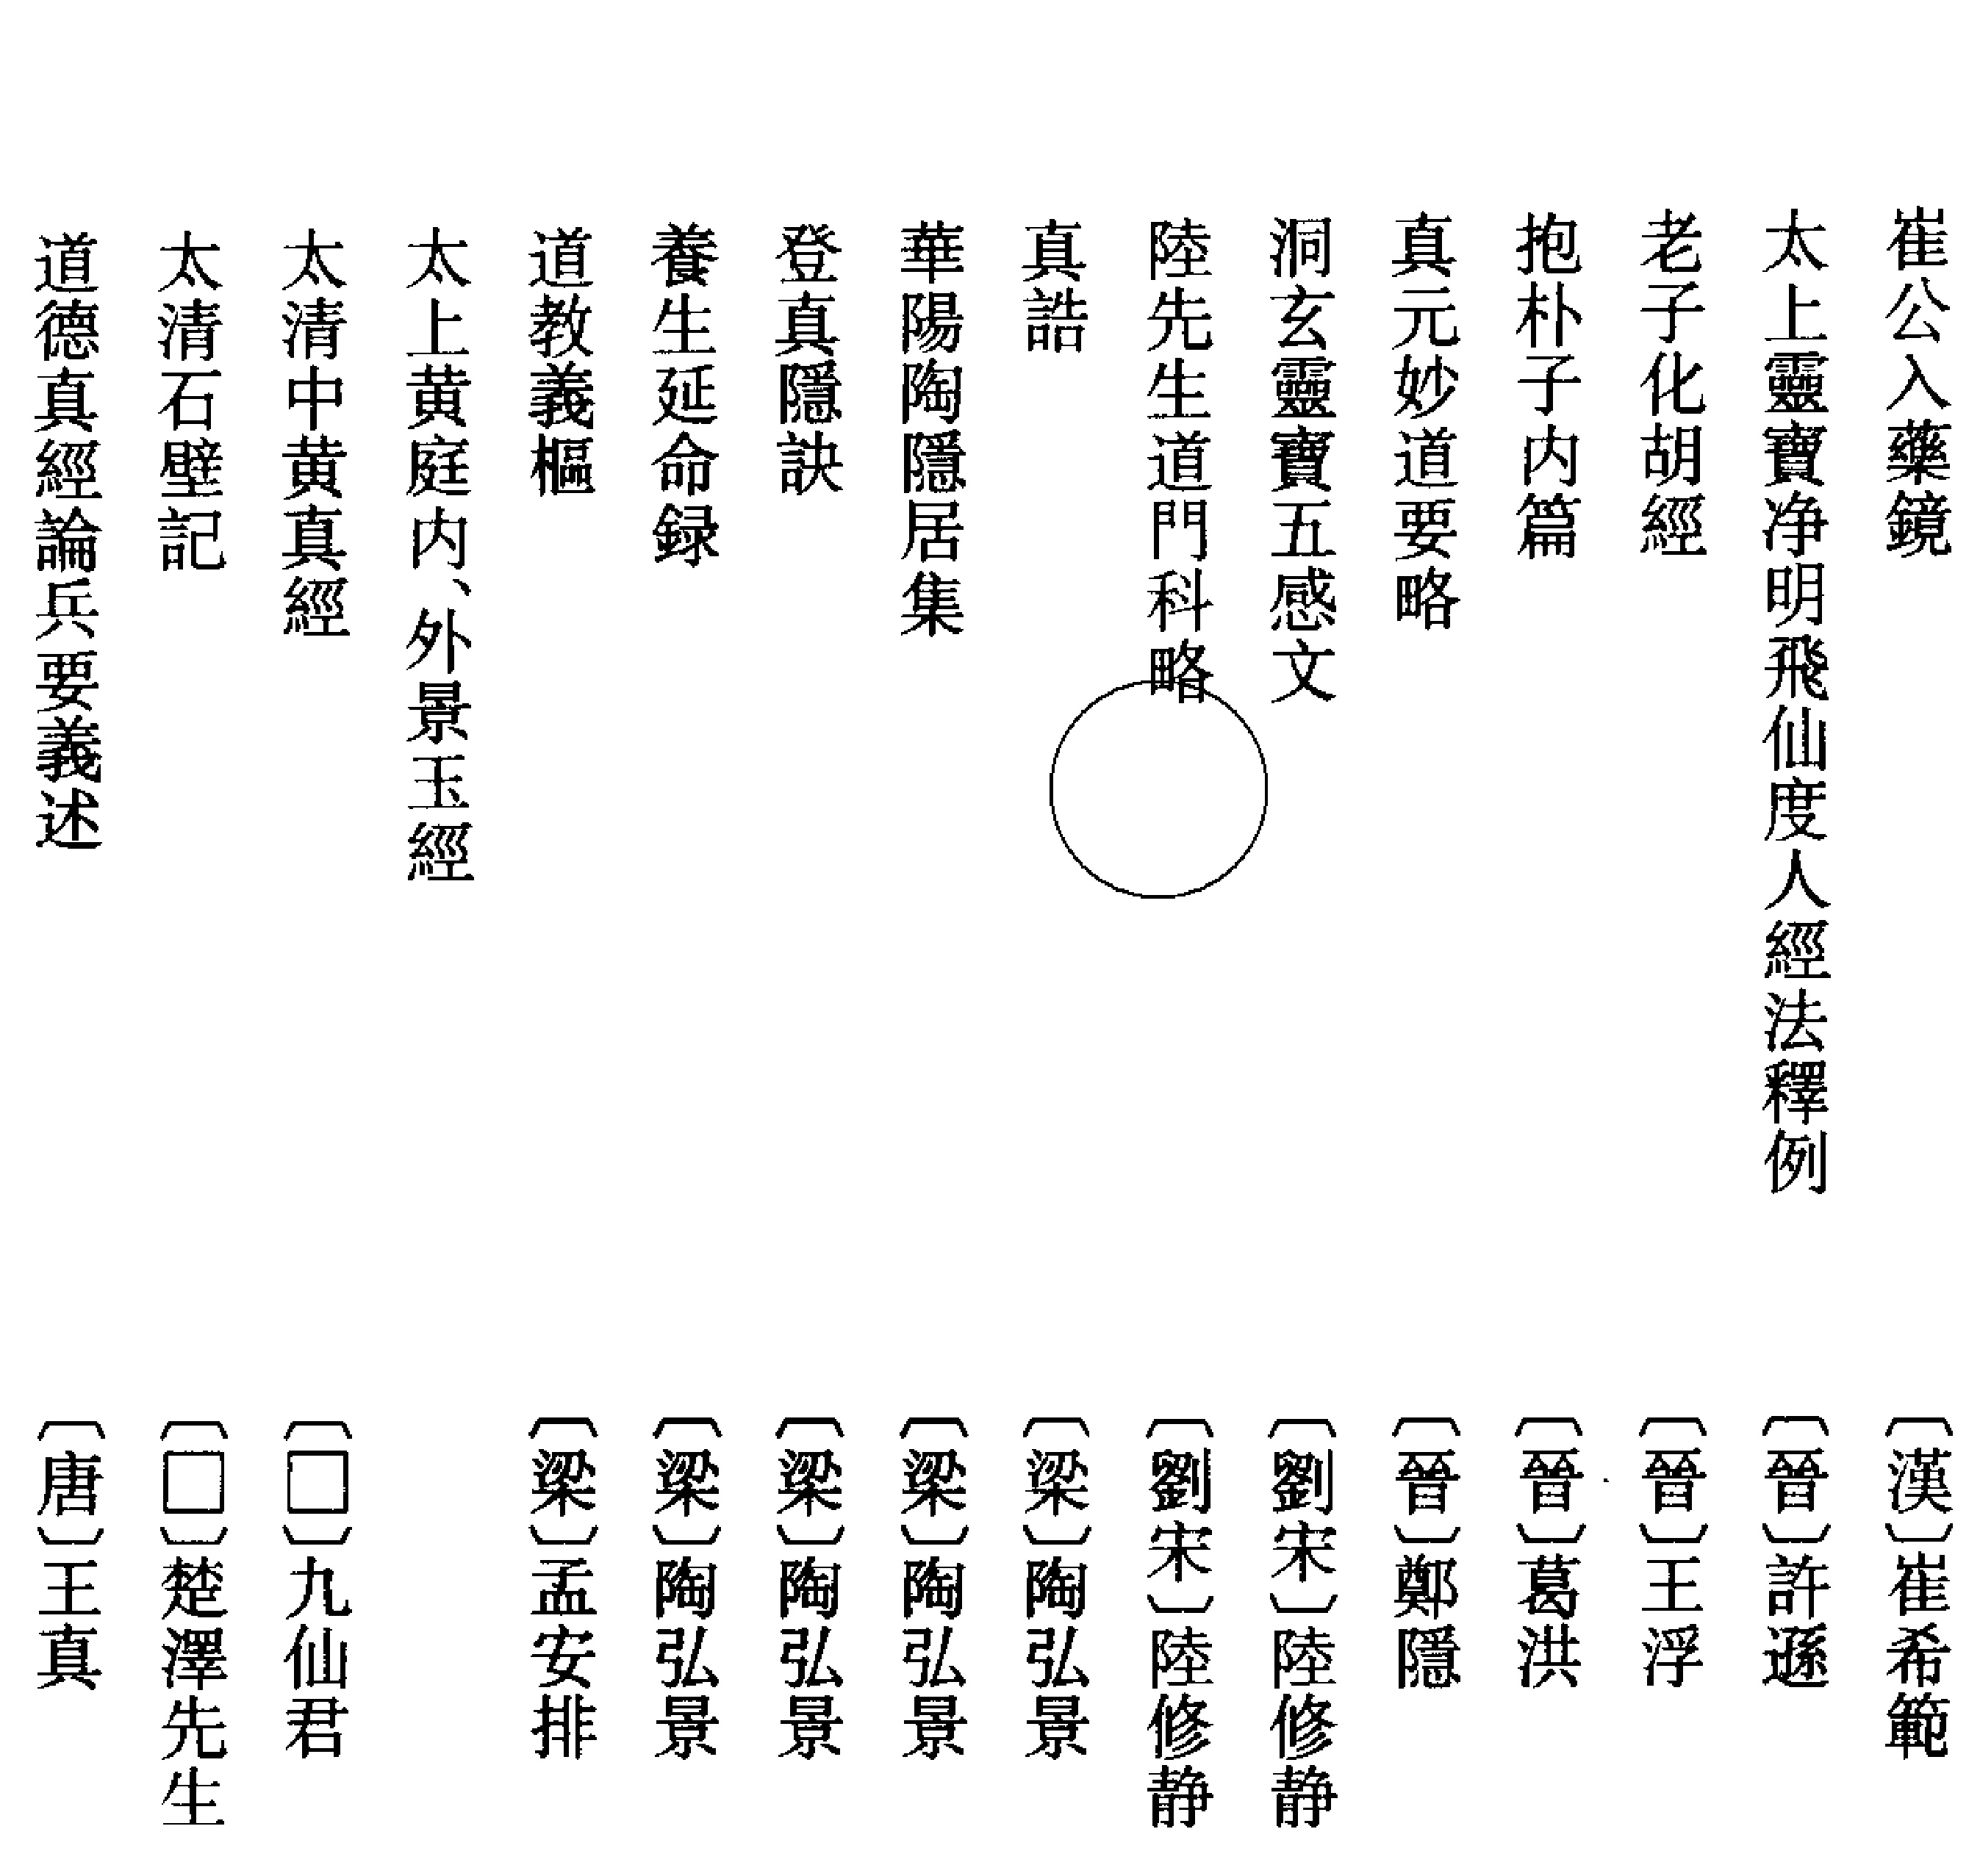 崔公入藥鏡 〔漢〕崔希範
太上靈寶净明飛仙度人經法釋例 〔晉〕許遜
老子化胡經 〔晉〕王浮
抱朴子内篇 〔晉〕葛洪
真元妙道要略 〔晉〕鄭隱
洞玄靈寶五感文 〔劉宋〕陸修静
陸先生道門科略 〔劉宋〕陸修静
真誥 〔梁〕陶弘景
華陽陶隱居集 〔梁〕陶弘景
登真隱訣 〔梁〕陶弘景
養生延命録 〔梁〕陶弘景
道教義樞 〔梁〕孟安排
太上黄庭内、外景玉經
太清中黄真經 〔□〕九仙君
太清石壁記 〔□〕楚澤先生
道德真經論兵要義述 〔唐〕王真